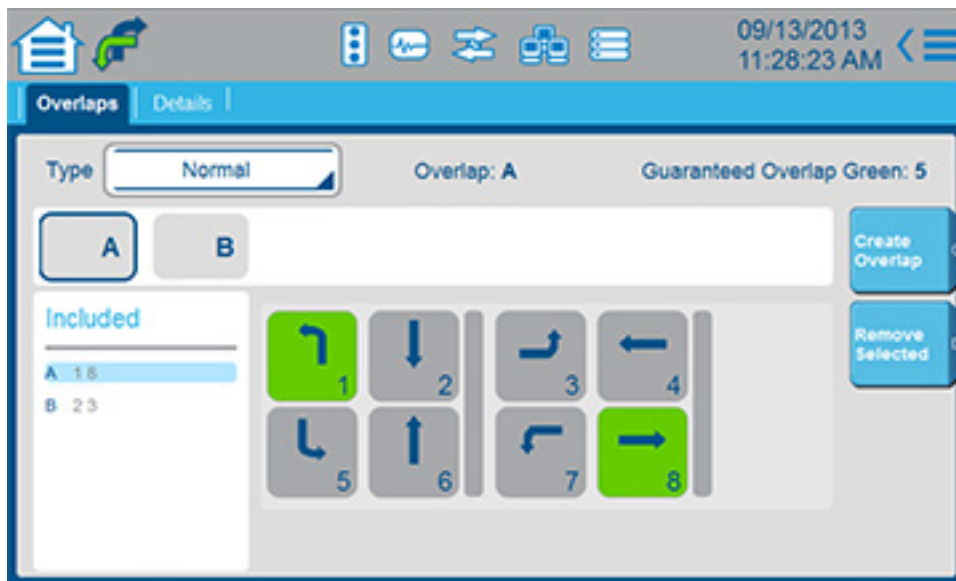 09/13/2013
11:28:23 AM
Overlaps Details
Type Normal Overlap: A Guaranteed Overlap Green: 5
A B
Create
Overlap
Included
A 1 8
B 2 3
Remove
Selected
1 2 3 4
5 6 7 8